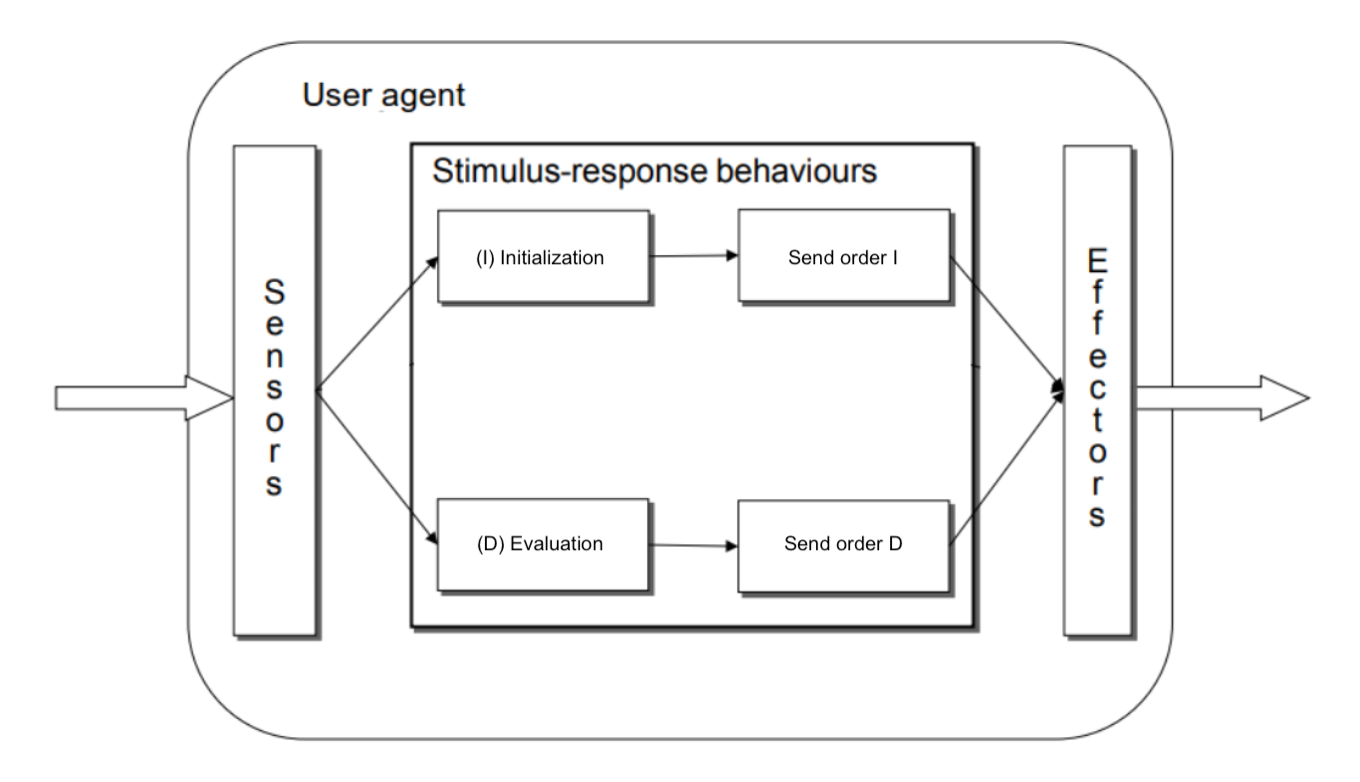 User agent
Sensors
Stimulus-response behaviours
(I) Initialization
Send order I
(D) Evaluation
Send order D
Effectors